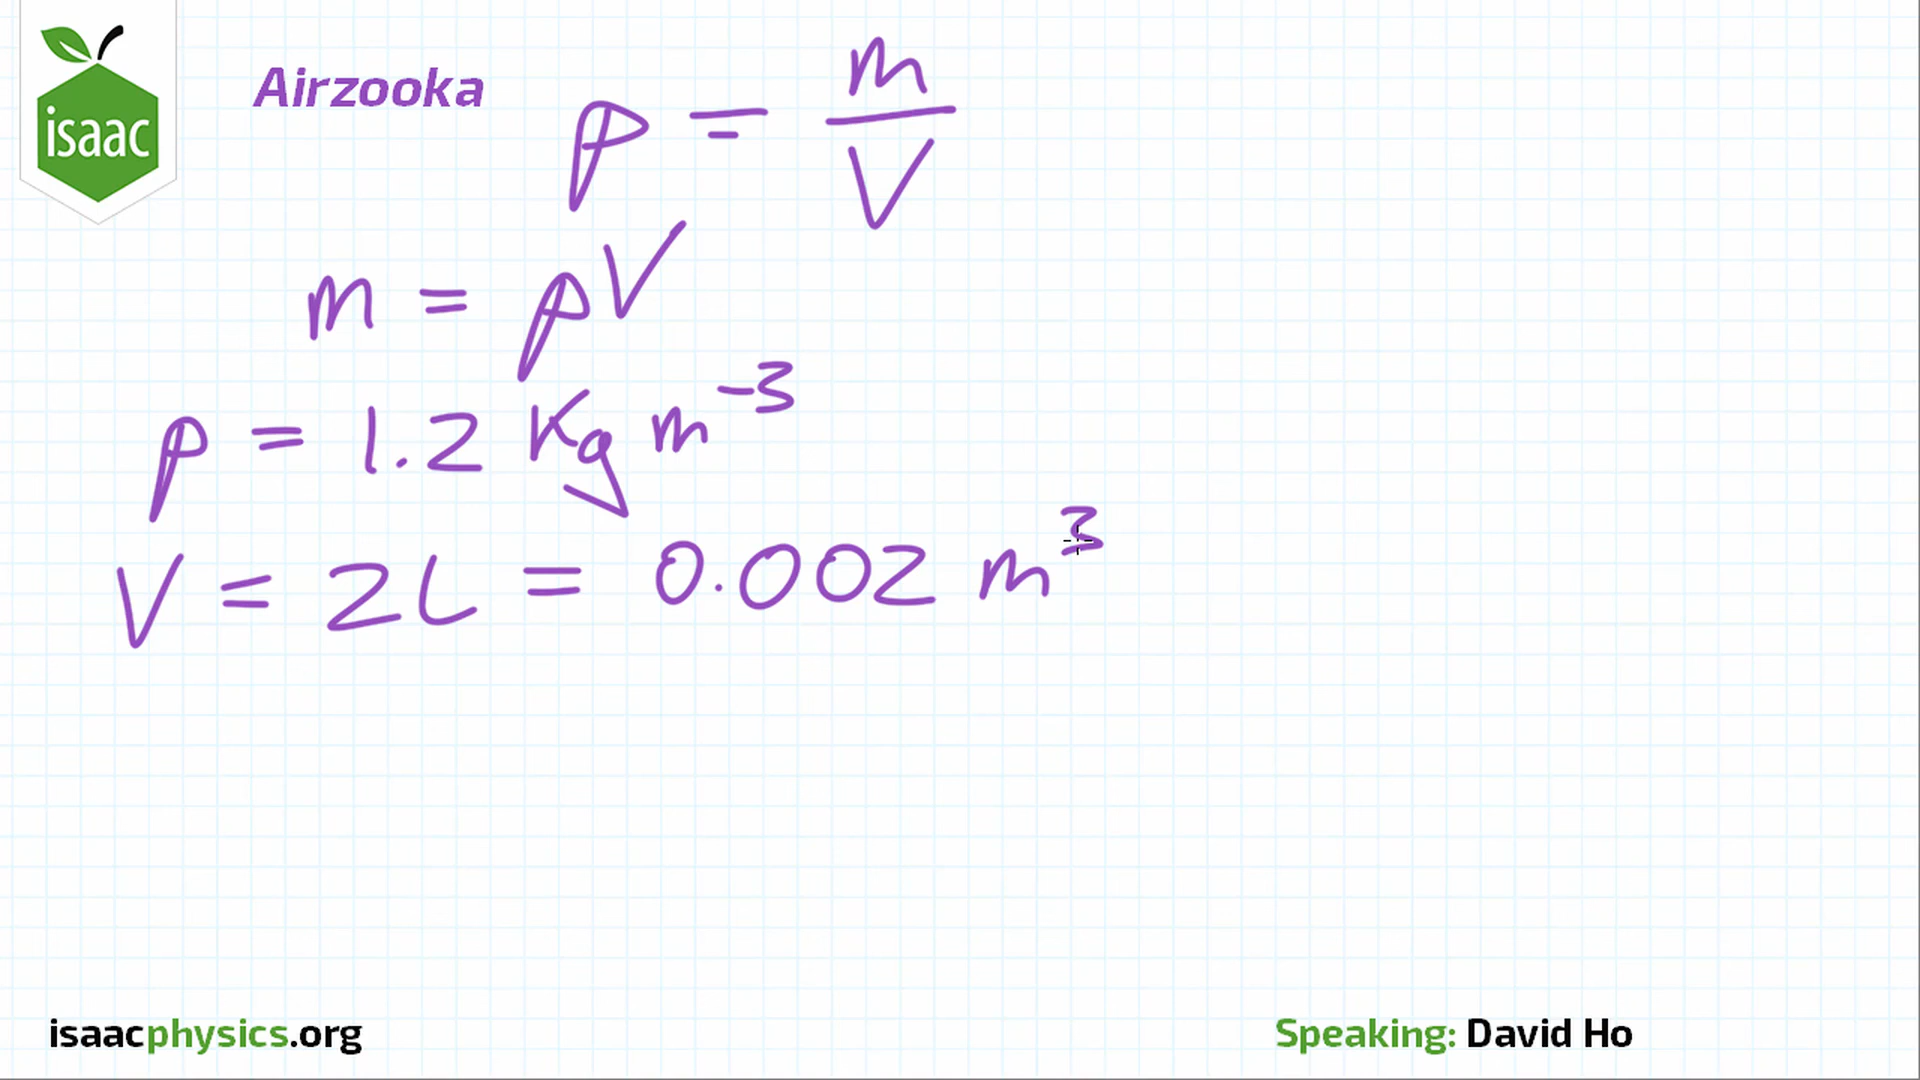 isaac
Airzooka
ρ = m/V
m = ρV
ρ = 1.2 Kg m⁻³
V = 2L = 0.002 m³
isaacphysics.org
Speaking: David Ho